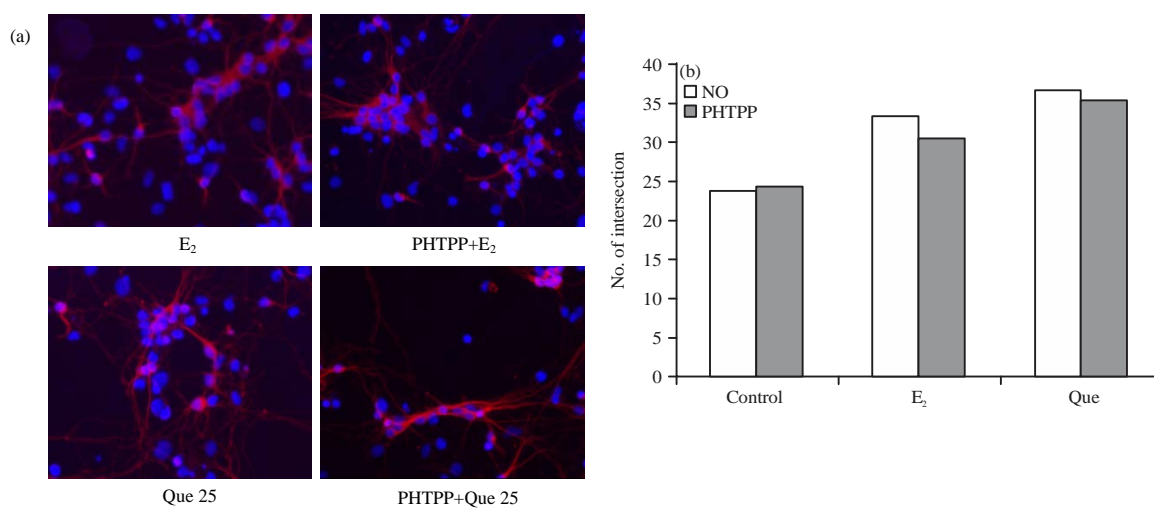 (a)
E₂
PHTPP+E₂
Que 25
PHTPP+Que 25
(b)
NO
PHTPP
No. of intersection
40
35
30
25
20
15
10
5
0
Control
E₂
Que